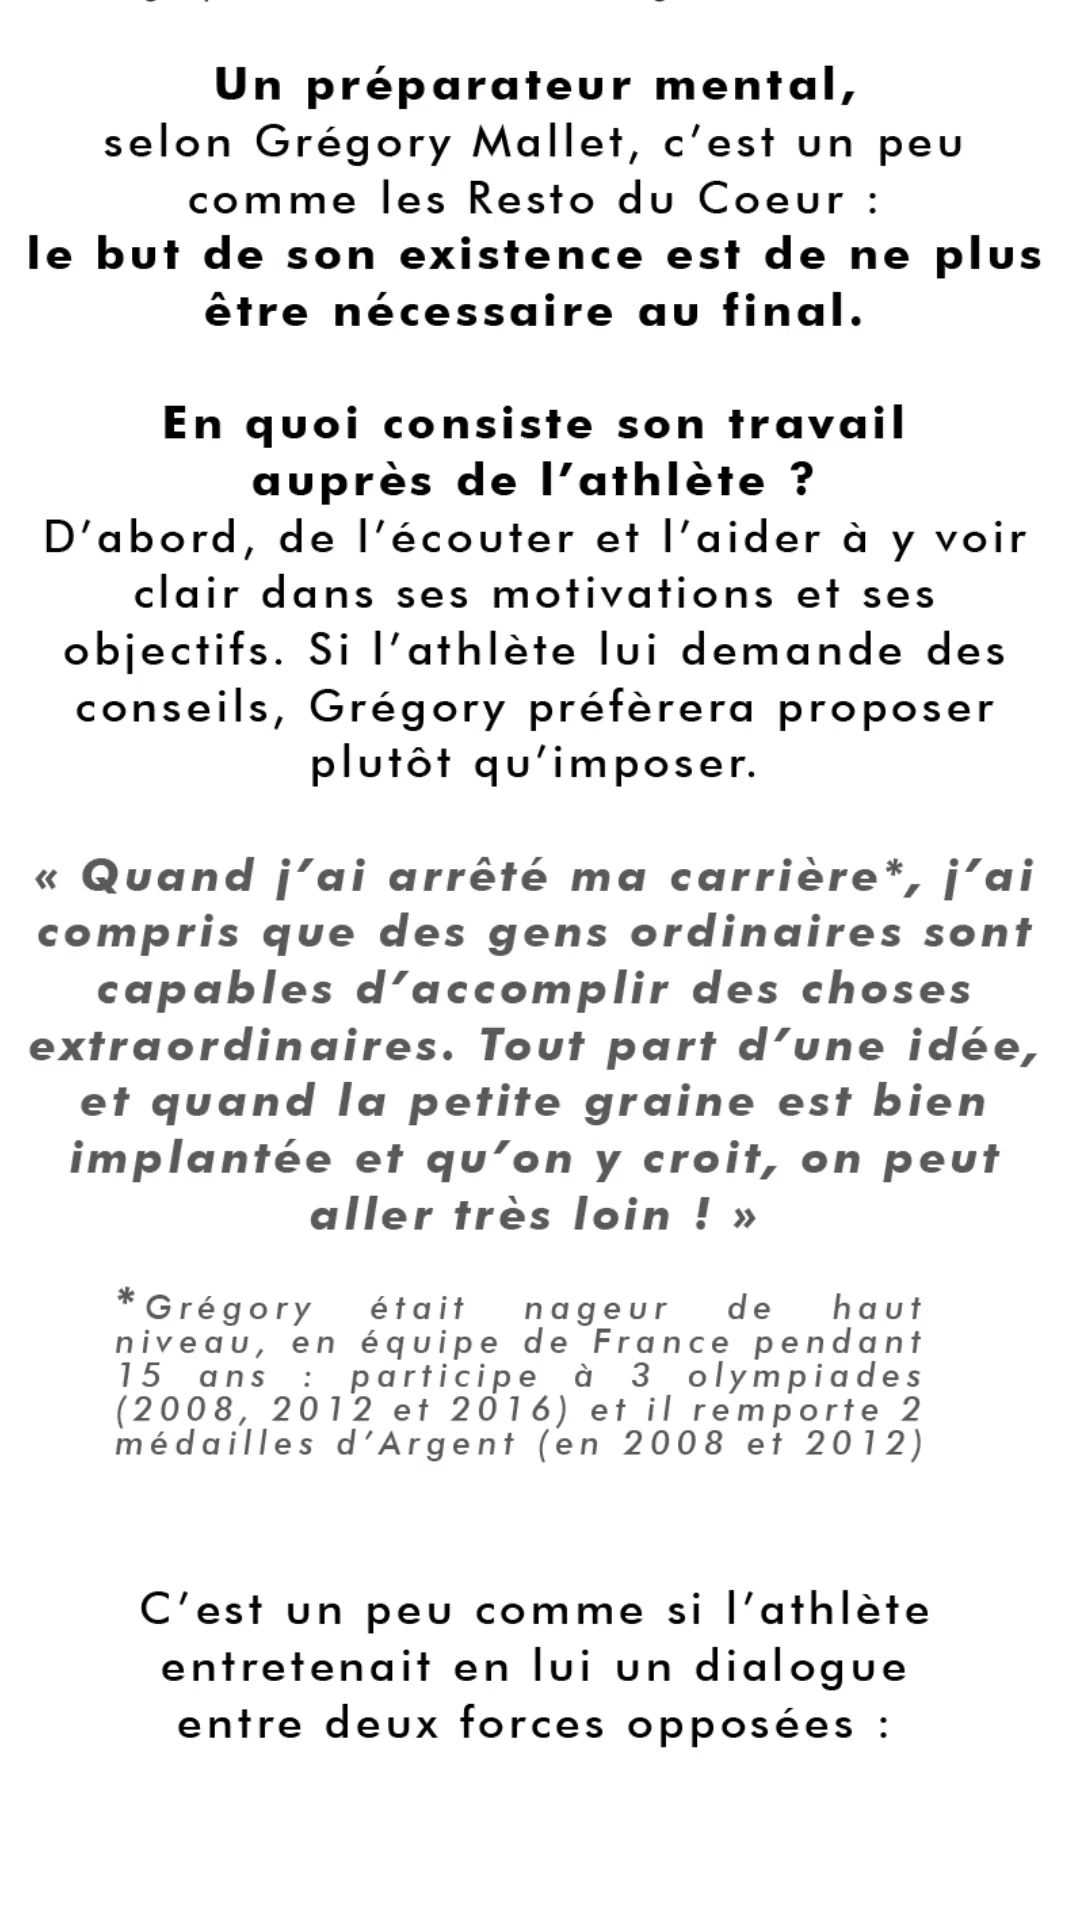 Un préparateur mental,
selon Grégory Mallet, c’est un peu
comme les Resto du Coeur :
le but de son existence est de ne plus
être nécessaire au final.
En quoi consiste son travail
auprès de l’athlète ?
D’abord, de l’écouter et l’aider à y voir
clair dans ses motivations et ses
objectifs. Si l’athlète lui demande des
conseils, Grégory préfèrera proposer
plutôt qu’imposer.
« Quand j’ai arrêté ma carrière*, j’ai
compris que des gens ordinaires sont
capables d’accomplir des choses
extraordinaires. Tout part d’une idée,
et quand la petite graine est bien
implantée et qu’on y croit, on peut
aller très loin ! »
*Grégory était nageur de haut
niveau, en équipe de France pendant
15 ans : participe à 3 olympiades
(2008, 2012 et 2016) et il remporte 2
médailles d’Argent (en 2008 et 2012)
C’est un peu comme si l’athlète
entretenait en lui un dialogue
entre deux forces opposées :